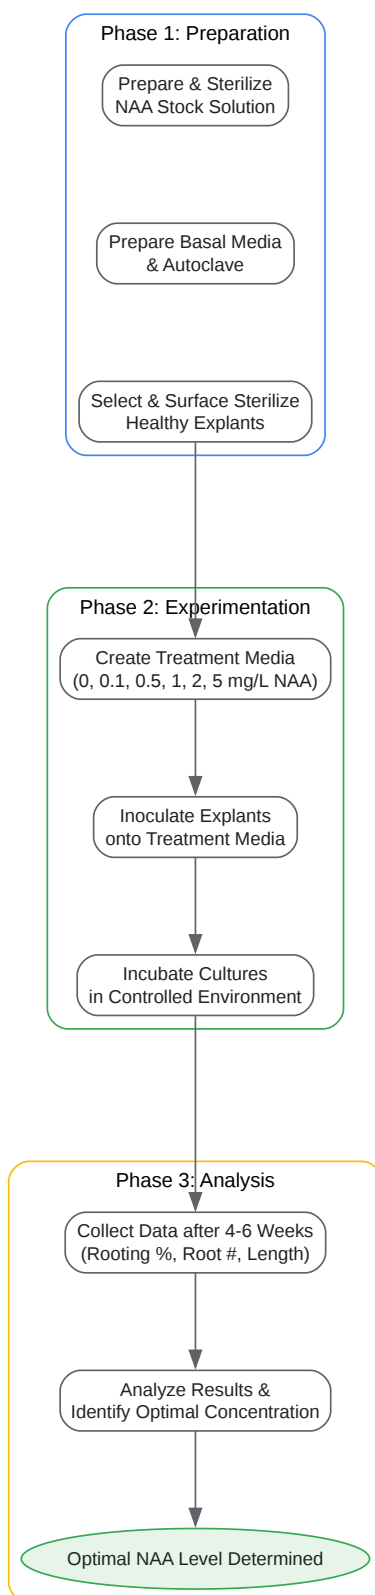 Phase 1: Preparation
Prepare & Sterilize
NAA Stock Solution
Prepare Basal Media
& Autoclave
Select & Surface Sterilize
Healthy Explants
Phase 2: Experimentation
Create Treatment Media
(0, 0.1, 0.5, 1, 2, 5 mg/L NAA)
Inoculate Explants
onto Treatment Media
Incubate Cultures
in Controlled Environment
Phase 3: Analysis
Collect Data after 4-6 Weeks
(Rooting %, Root #, Length)
Analyze Results &
Identify Optimal Concentration
Optimal NAA Level Determined